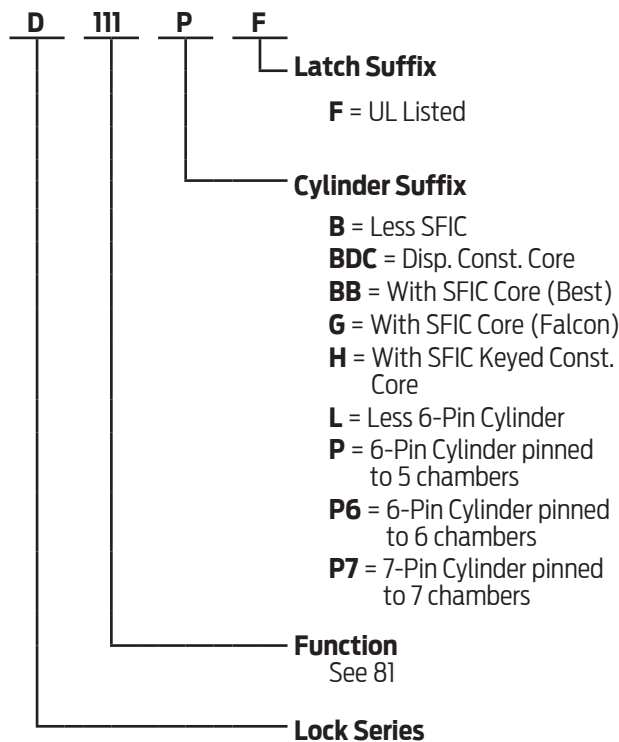 D 111 P F
Latch Suffix
F = UL Listed
Cylinder Suffix
B = Less SFIC
BDC = Disp. Const. Core
BB = With SFIC Core (Best)
G = With SFIC Core (Falcon)
H = With SFIC Keyed Const.
Core
L = Less 6-Pin Cylinder
P = 6-Pin Cylinder pinned
to 5 chambers
P6 = 6-Pin Cylinder pinned
to 6 chambers
P7 = 7-Pin Cylinder pinned
to 7 chambers
Function
See 81
Lock Series